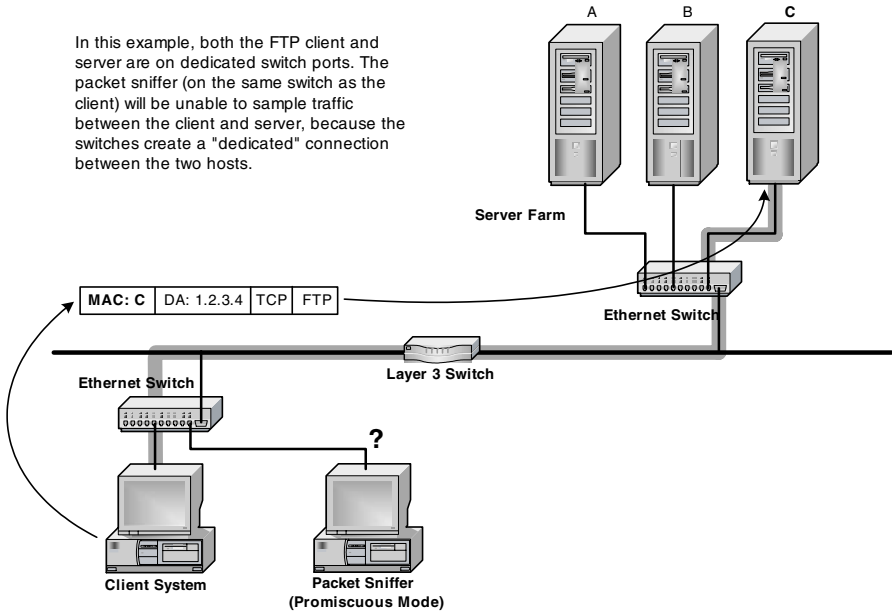 In this example, both the FTP client and
server are on dedicated switch ports. The
packet sniffer (on the same switch as the
client) will be unable to sample traffic
between the client and server, because the
switches create a "dedicated" connection
between the two hosts.
A
B
C
Server Farm
MAC: C DA: 1.2.3.4 TCP FTP
Ethernet Switch
Layer 3 Switch
Ethernet Switch
?
Client System
Packet Sniffer
(Promiscuous Mode)